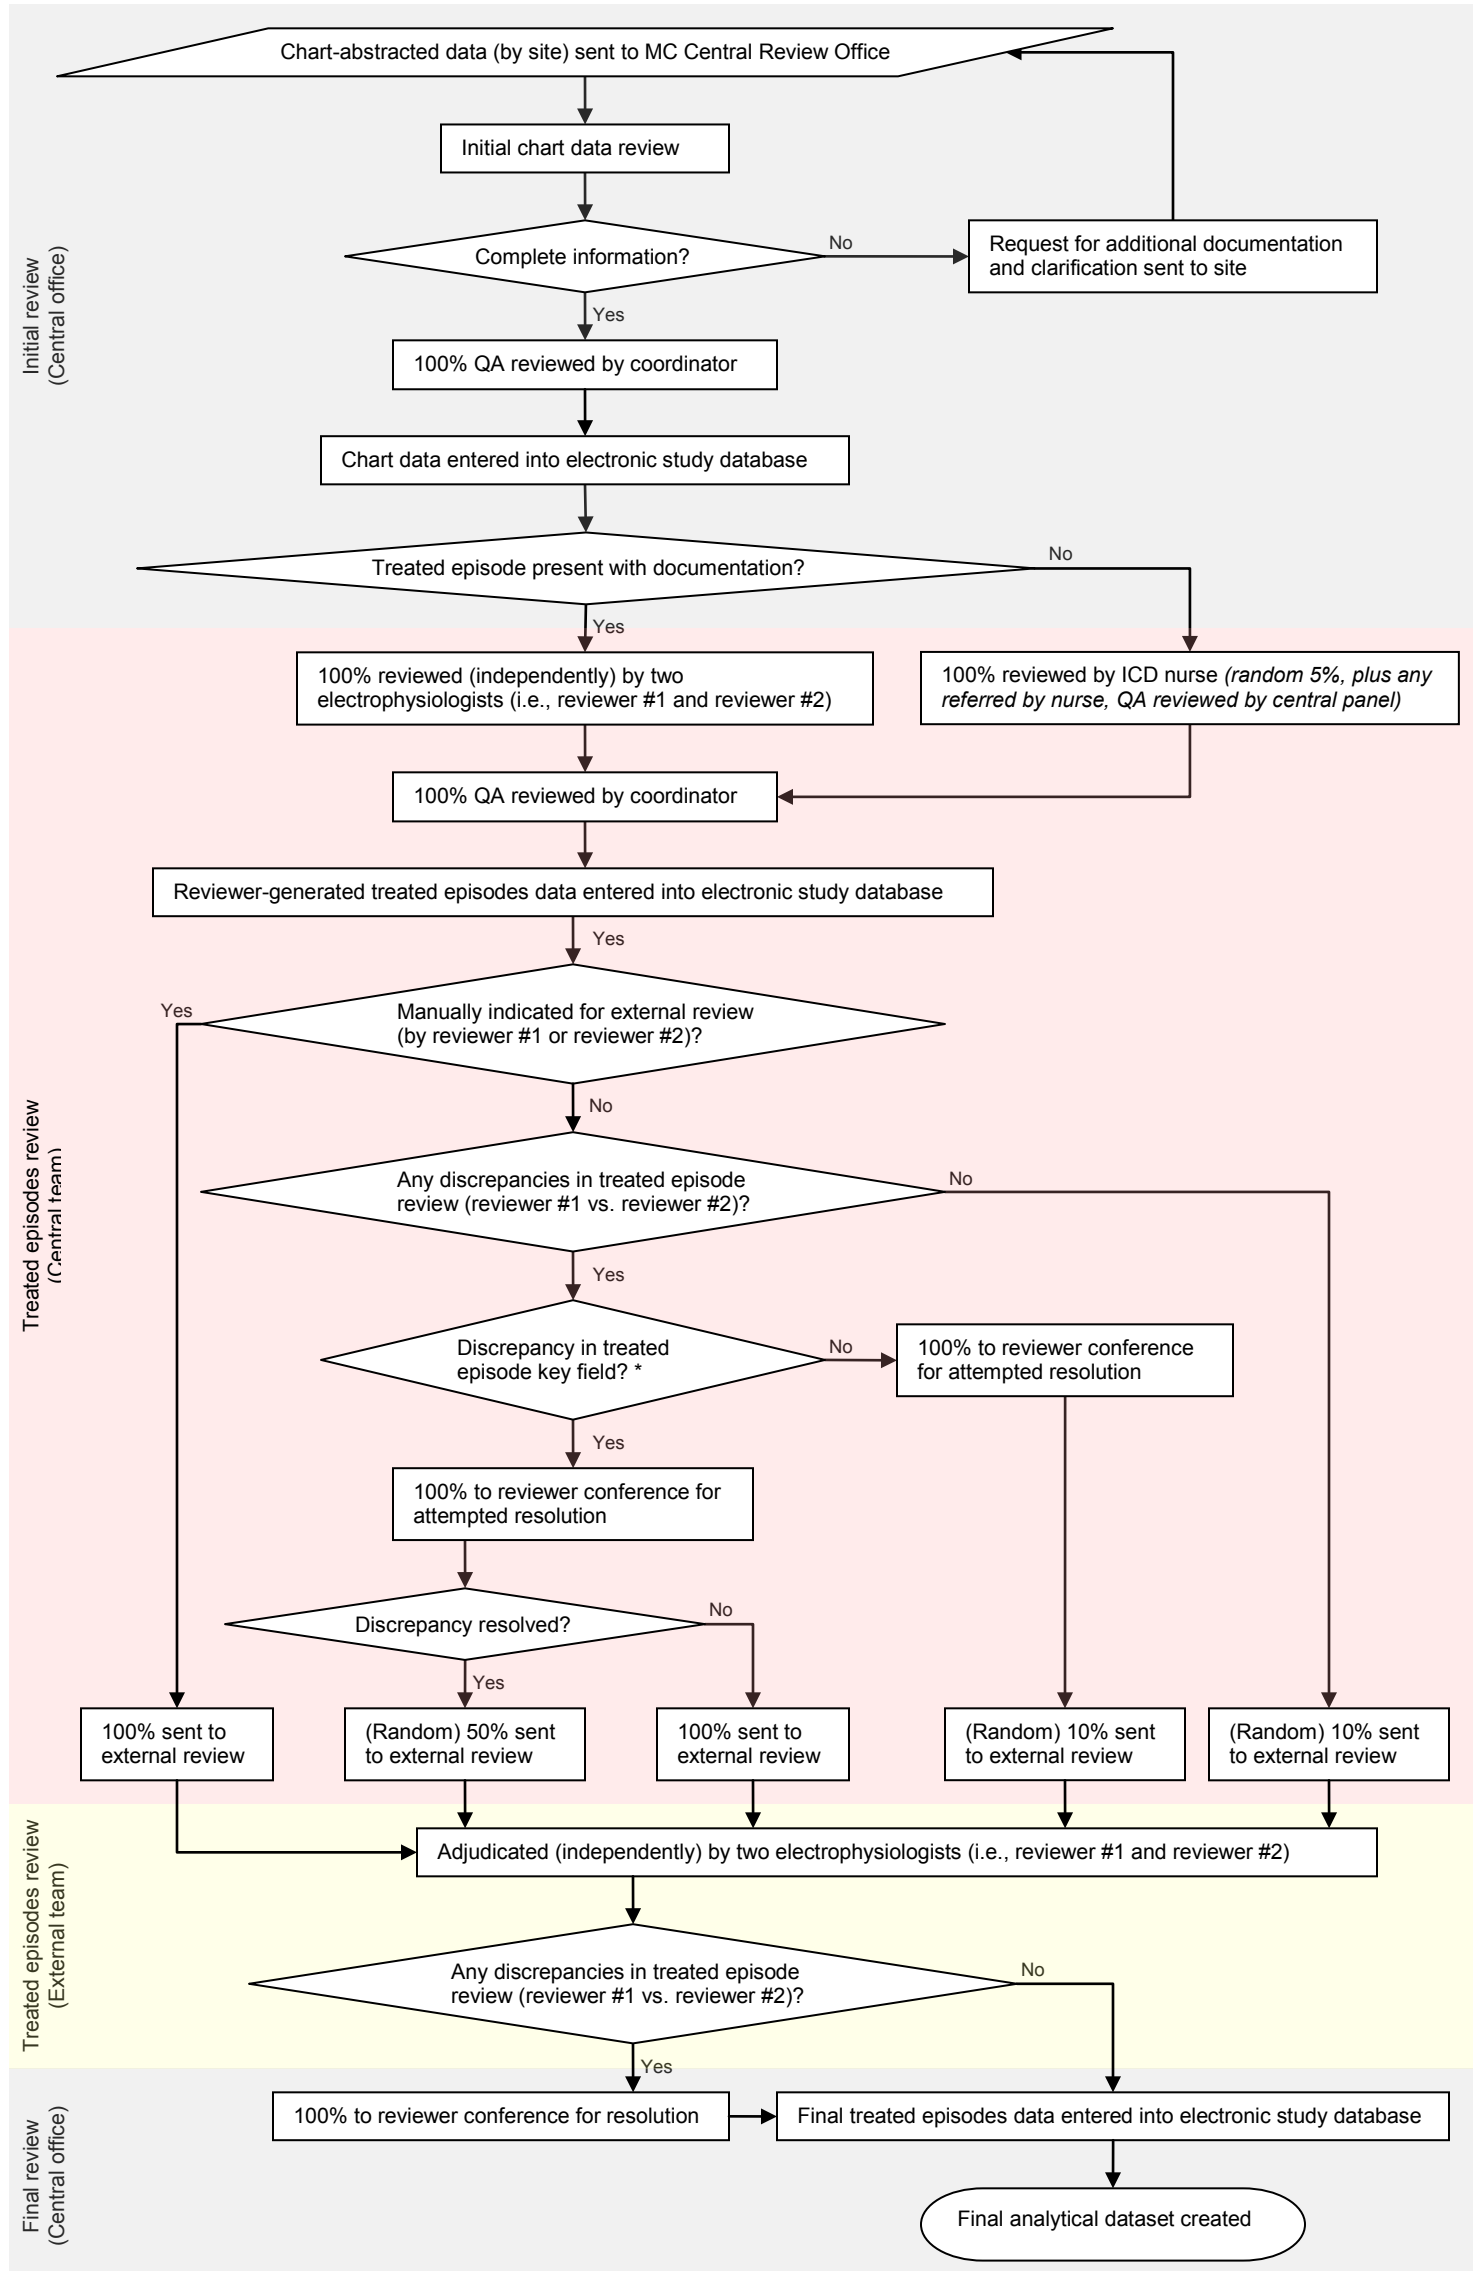 Chart-abstracted data (by site) sent to MC Central Review Office
Initial chart data review
Complete information?
No
Request for additional documentation
and clarification sent to site
Yes
100% QA reviewed by coordinator
Chart data entered into electronic study database
Treated episode present with documentation?
No
Yes
Initial review
(Central office)
100% reviewed (independently) by two
electrophysiologists (i.e., reviewer #1 and reviewer #2)
100% reviewed by ICD nurse (random 5%, plus any
referred by nurse, QA reviewed by central panel)
100% QA reviewed by coordinator
Reviewer-generated treated episodes data entered into electronic study database
Yes
Manually indicated for external review
(by reviewer #1 or reviewer #2)?
Yes
No
Any discrepancies in treated episode
review (reviewer #1 vs. reviewer #2)?
No
Yes
Discrepancy in treated
episode key field? *
No
100% to reviewer conference
for attempted resolution
Yes
100% to reviewer conference for
attempted resolution
Discrepancy resolved?
No
Yes
100% sent to
external review
(Random) 50% sent
to external review
100% sent to
external review
(Random) 10% sent
to external review
(Random) 10% sent
to external review
Treated episodes review
(Central team)
Adjudicated (independently) by two electrophysiologists (i.e., reviewer #1 and reviewer #2)
Any discrepancies in treated episode
review (reviewer #1 vs. reviewer #2)?
No
Yes
Treated episodes review
(External team)
100% to reviewer conference for resolution
Final treated episodes data entered into electronic study database
Final analytical dataset created
Final review
(Central office)